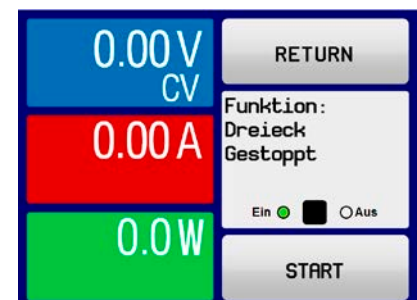 0.00 V
CV
0.00 A
0.0 W
RETURN
Funktion:
Dreieck
Gestoppt
Ein Aus
START